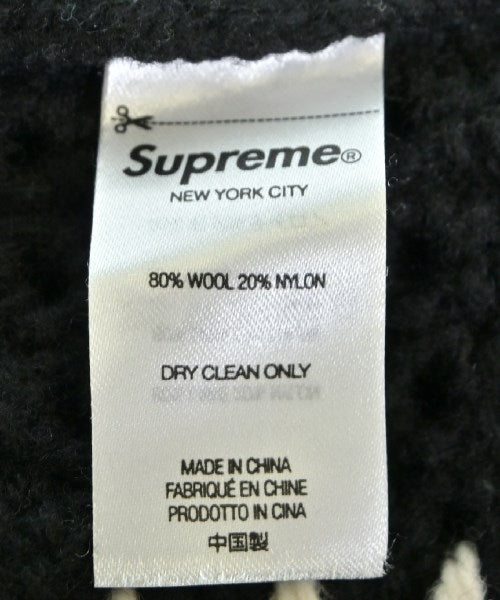 Supreme®
NEW YORK CITY
80% WOOL 20% NYLON
DRY CLEAN ONLY
MADE IN CHINA
FABRIQUÉ EN CHINE
PRODOTTO IN CINA
中国製